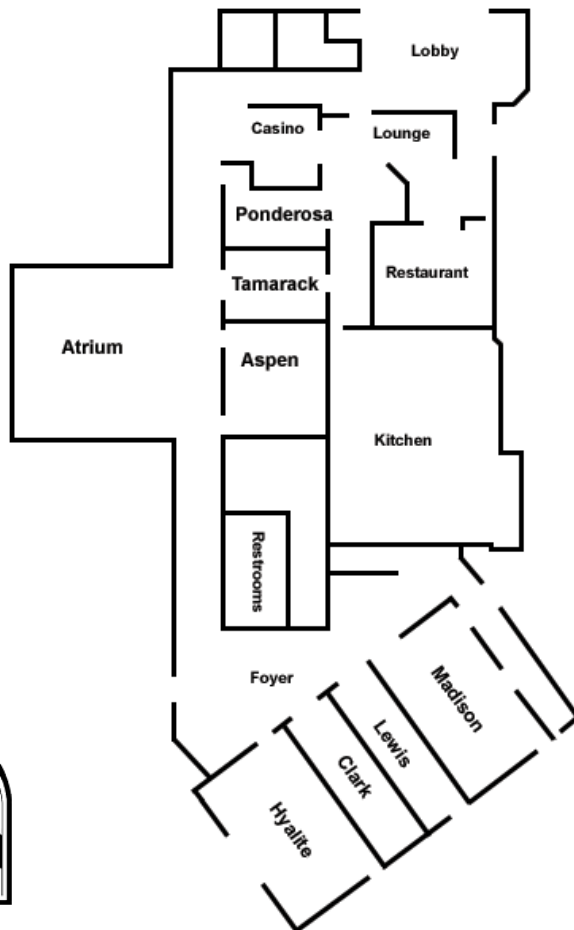 Lobby
Casino
Lounge
Ponderosa
Restaurant
Tamarack
Atrium
Aspen
Kitchen
Restrooms
Foyer
Madison
Lewis
Clark
Hyalite